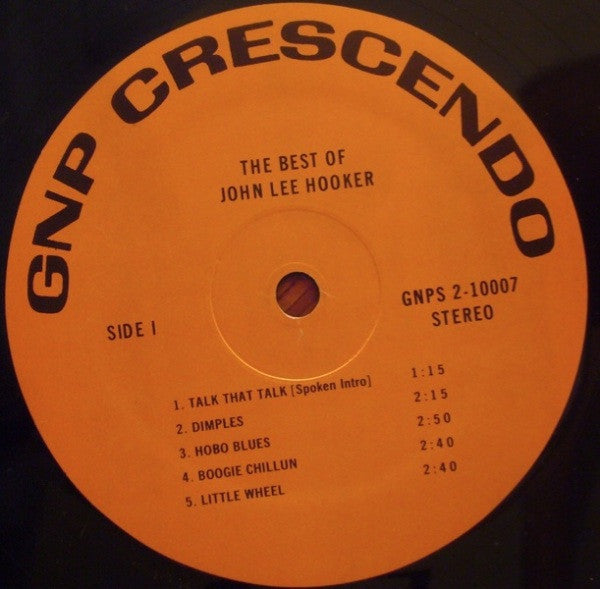 GNP CRESCENDO
THE BEST OF
JOHN LEE HOOKER
GNPS 2-10007
STEREO
SIDE I
1. TALK THAT TALK [Spoken Intro] 1:15
2. DIMPLES 2:15
3. HOBO BLUES 2:50
4. BOOGIE CHILLUN 2:40
5. LITTLE WHEEL 2:40